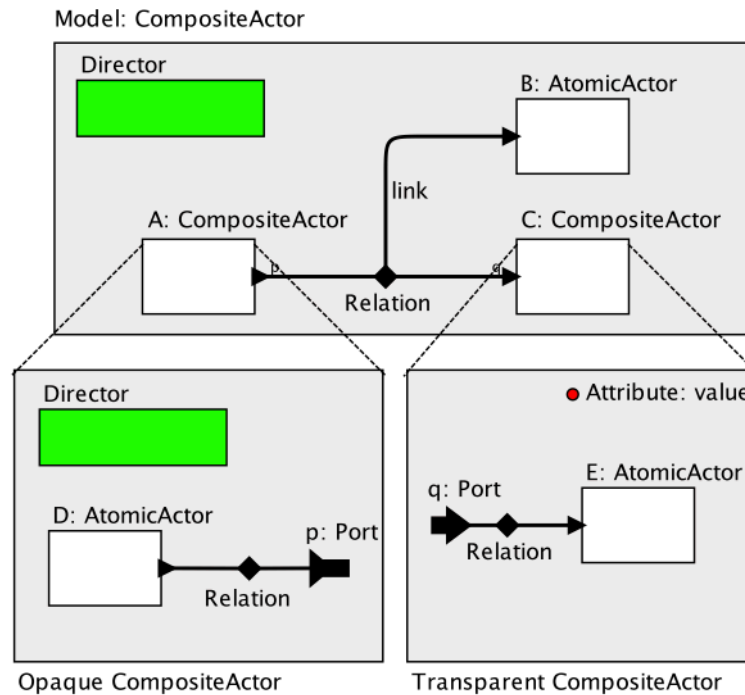 Model: CompositeActor
Director
B: AtomicActor
link
A: CompositeActor
C: CompositeActor
p
q
Relation
Director
Attribute: value
E: AtomicActor
q: Port
D: AtomicActor
p: Port
Relation
Relation
Opaque CompositeActor
Transparent CompositeActor